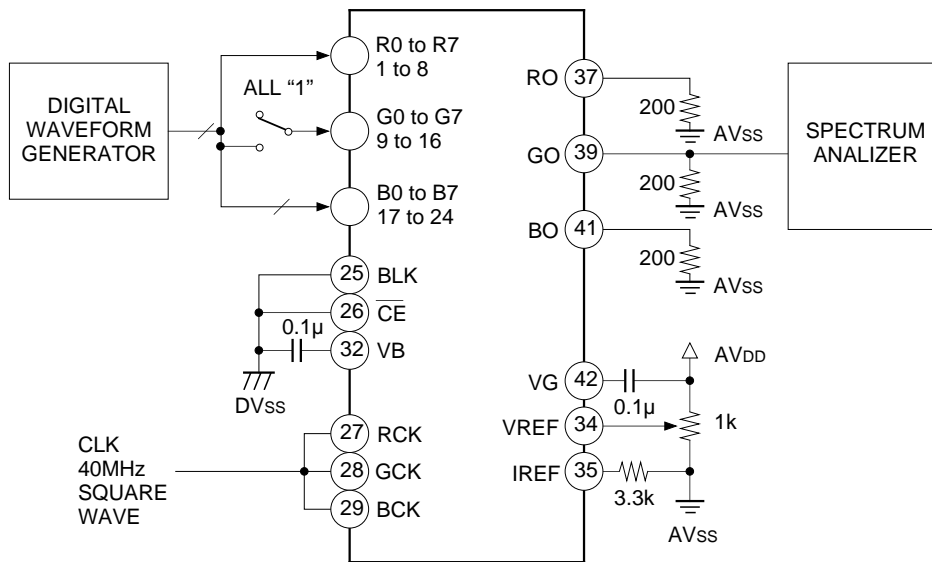 DIGITAL
WAVEFORM
GENERATOR
ALL “1”
R0 to R7
1 to 8
G0 to G7
9 to 16
B0 to B7
17 to 24
25 BLK
26 CE
0.1µ
32 VB
DVSS
27 RCK
28 GCK
29 BCK
CLK
40MHz
SQUARE
WAVE
RO 37
200
AVSS
GO 39
200
AVSS
BO 41
200
AVSS
SPECTRUM
ANALIZER
AVDD
VG 42
0.1µ
1k
VREF 34
IREF 35
3.3k
AVSS